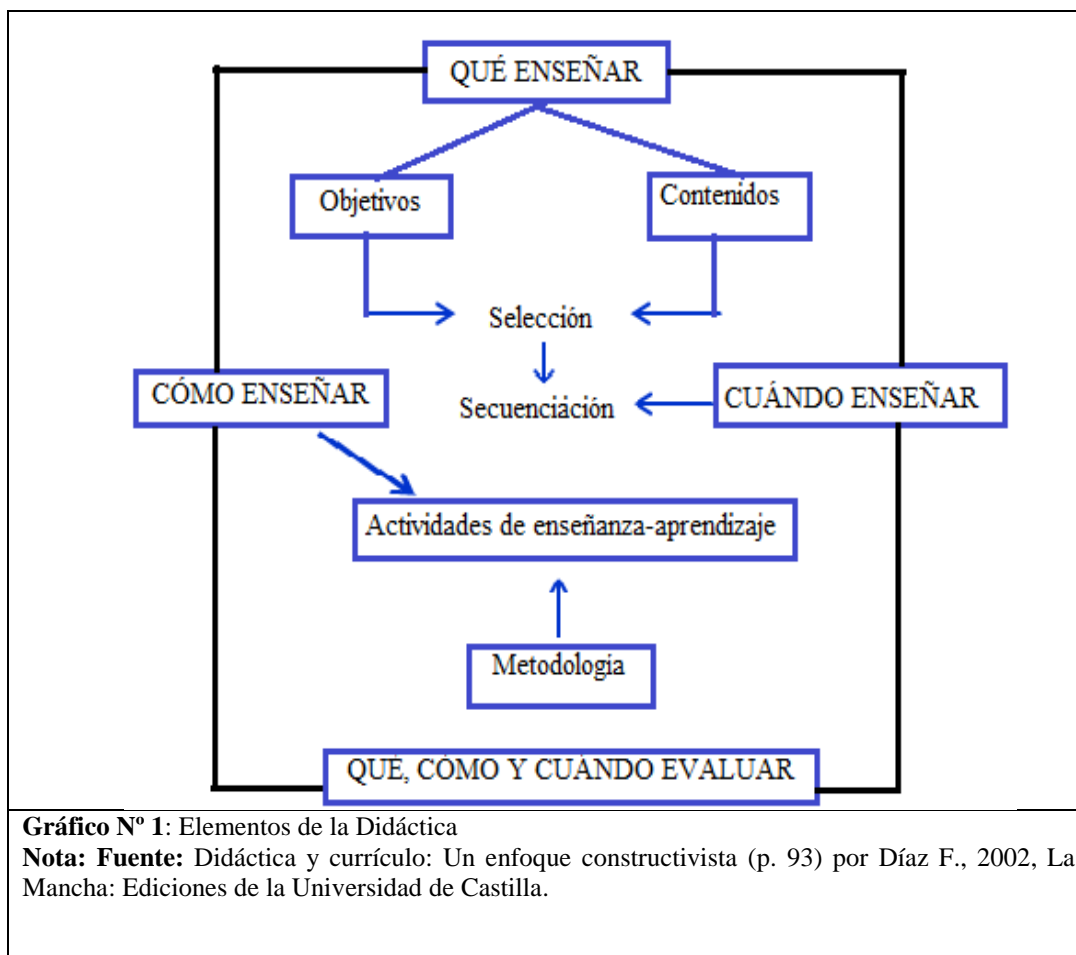 QUÉ ENSEÑAR
Objetivos
Contenidos
Selección
CÓMO ENSEÑAR
Secuenciación
CUÁNDO ENSEÑAR
Actividades de enseñanza-aprendizaje
Metodología
QUÉ, CÓMO Y CUÁNDO EVALUAR
Gráfico Nº 1: Elementos de la Didáctica
Nota: Fuente: Didáctica y currículo: Un enfoque constructivista (p. 93) por Díaz F., 2002, La
Mancha: Ediciones de la Universidad de Castilla.